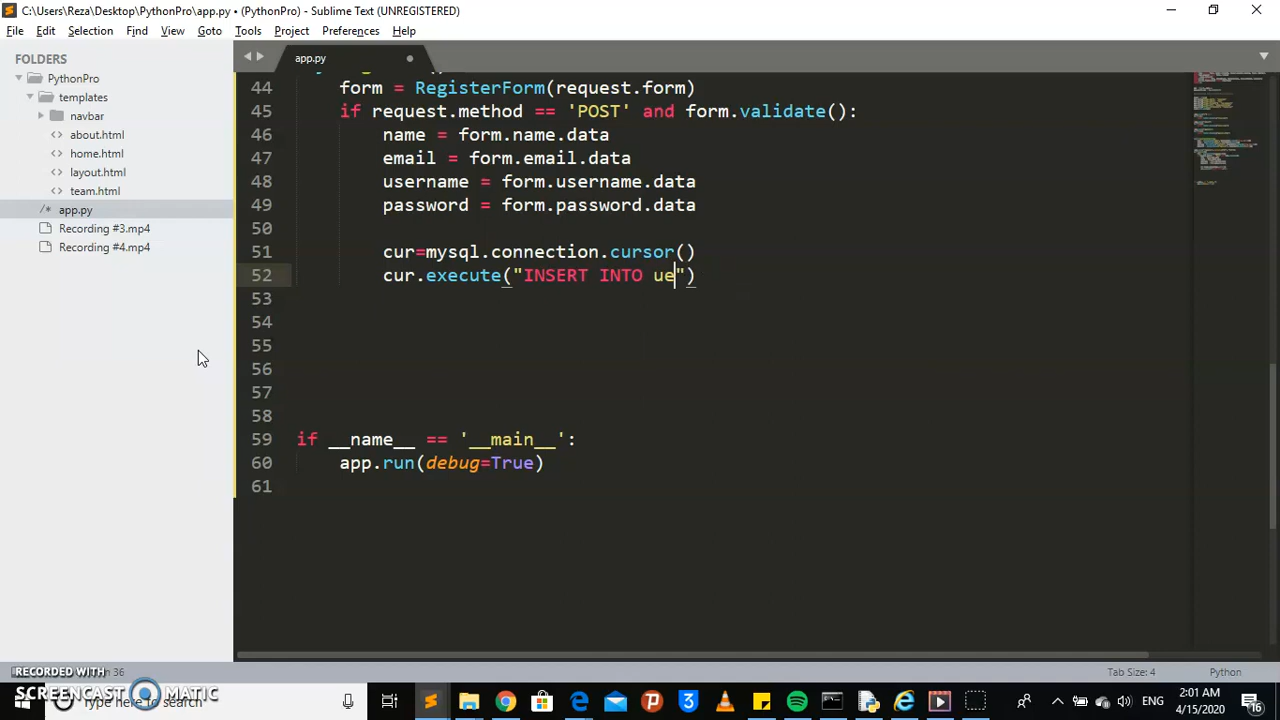 C:\Users\Reza\Desktop\PythonPro\app.py • (PythonPro) - Sublime Text (UNREGISTERED)
File Edit Selection Find View Goto Tools Project Preferences Help
FOLDERS
PythonPro
templates
navbar
about.html
home.html
layout.html
team.html
app.py
Recording #3.mp4
Recording #4.mp4
app.py
44 form = RegisterForm(request.form)
45 if request.method == 'POST' and form.validate():
46 name = form.name.data
47 email = form.email.data
48 username = form.username.data
49 password = form.password.data
50
51 cur=mysql.connection.cursor()
52 cur.execute("INSERT INTO ue")
53
54
55
56
57
58
59 if __name__ == '__main__':
60 app.run(debug=True)
61
36
Tab Size: 4 Python
RECORDED WITH
SCREENCAST MATIC
Type here to search
ENG
2:01 AM
4/15/2020
16